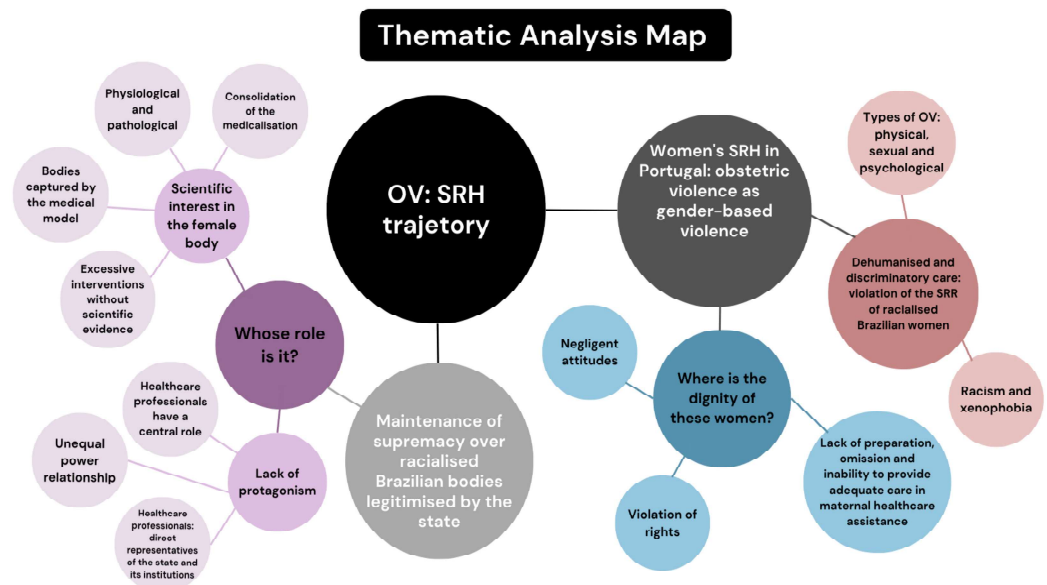 Thematic Analysis Map
Physiological
and
pathological
Consolidation
of the
medicalisation
Bodies
captured by
the medical
model
Scientific
interest in
the female
body
Excessive
interventions
without
scientific
evidence
Whose role
is it?
Healthcare
professionals
have a
central role
Unequal
power
relationship
Lack of
protagonism
Healthcare
professionals:
direct
representatives
of the state and
its institutions
OV: SRH
trajetory
Maintenance of
supremacy over
racialised
Brazilian bodies
legitimised by the
state
Women's SRH in
Portugal: obstetric
violence as
gender-based
violence
Types of OV:
physical,
sexual and
psychological
Dehumanised and
discriminatory care:
violation of the SRR
of racialised
Brazilian women
Racism and
xenophobia
Negligent
attitudes
Where is the
dignity of
these women?
Violation of
rights
Lack of preparation,
omission and
inability to provide
adequate care in
maternal healthcare
assistance